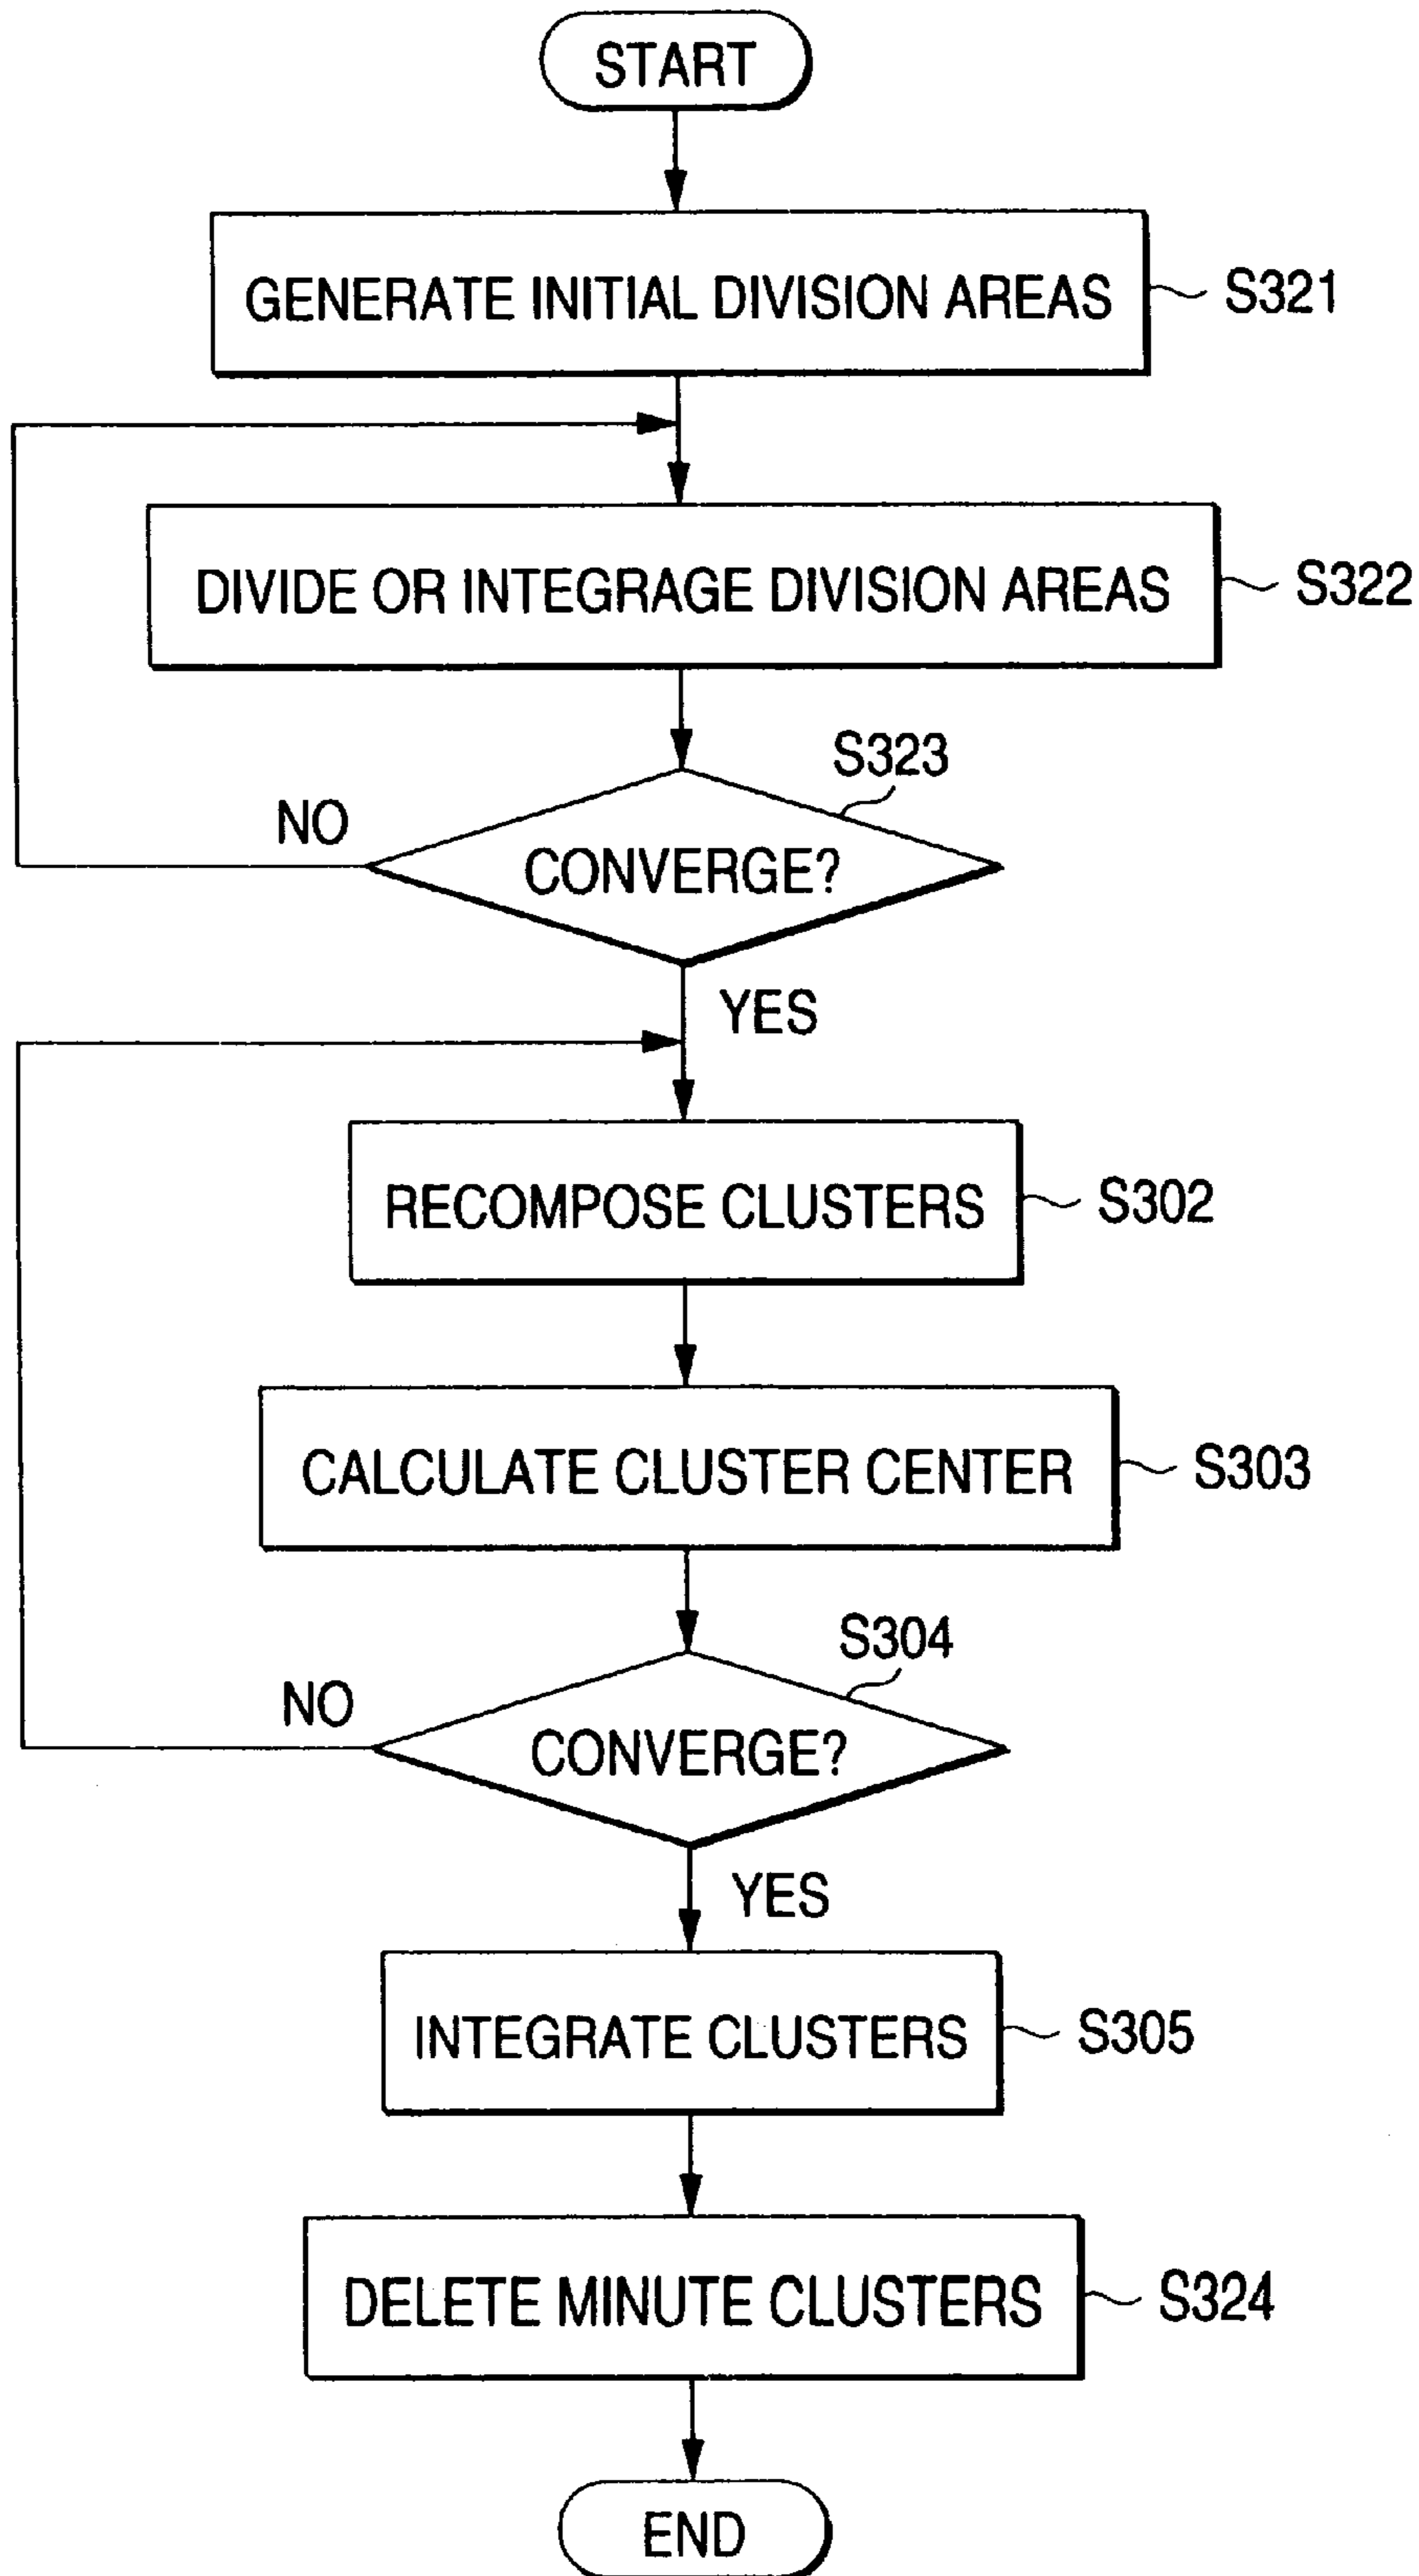 START
GENERATE INITIAL DIVISION AREAS
S321
DIVIDE OR INTEGRAGE DIVISION AREAS
S322
S323
NO
CONVERGE?
YES
RECOMPOSE CLUSTERS
S302
CALCULATE CLUSTER CENTER
S303
S304
NO
CONVERGE?
YES
INTEGRATE CLUSTERS
S305
DELETE MINUTE CLUSTERS
S324
END